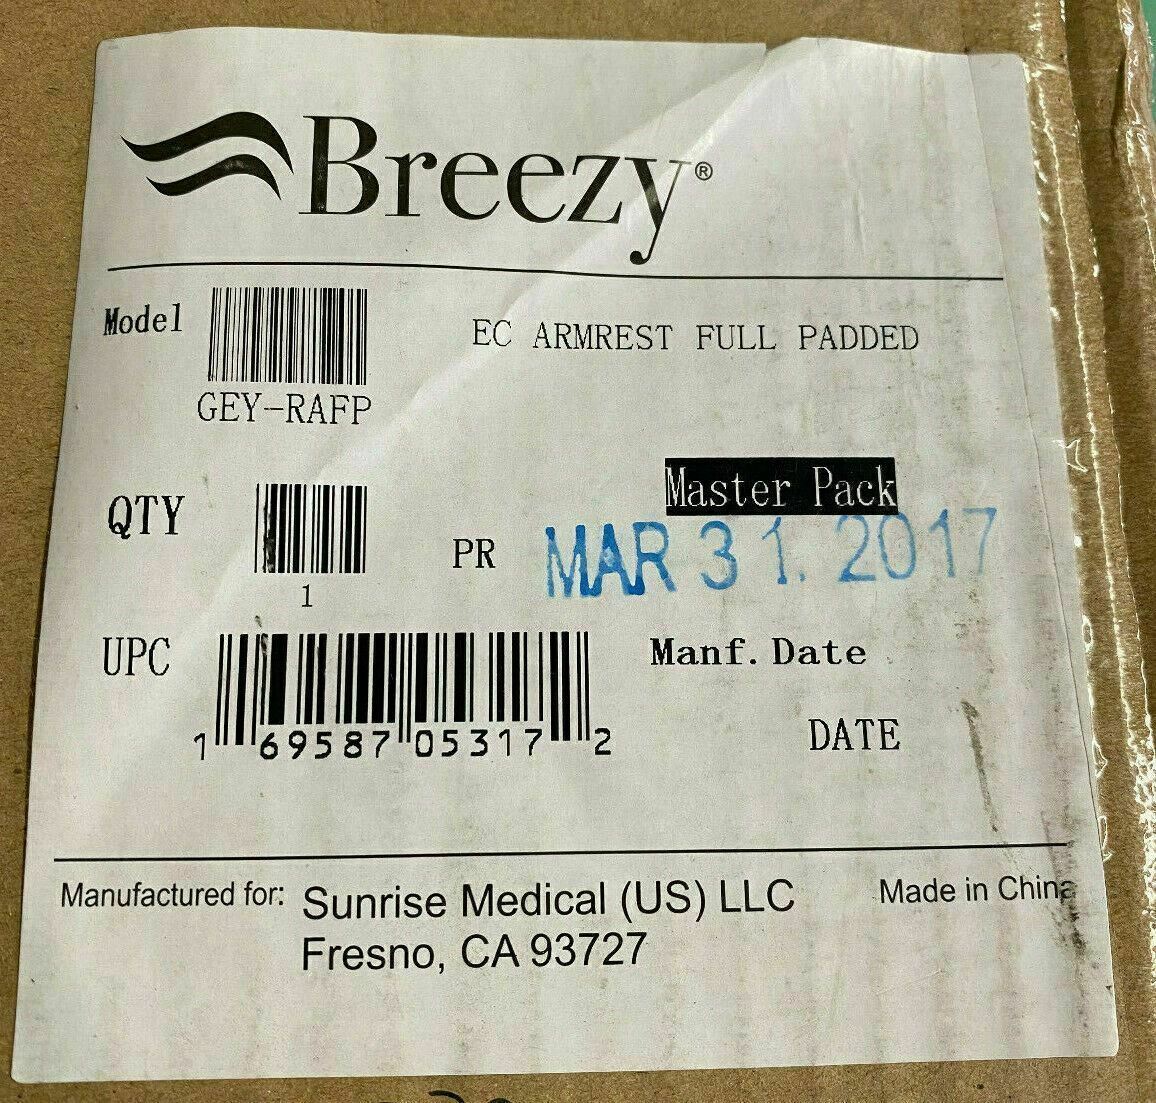 Breezy®
Model
GEY-RAFP
EC ARMREST FULL PADDED
QTY
1
PR
Master Pack
MAR 31. 2017
UPC
1 69587 05317 2
Manf. Date
DATE
Manufactured for: Sunrise Medical (US) LLC
Fresno, CA 93727
Made in China